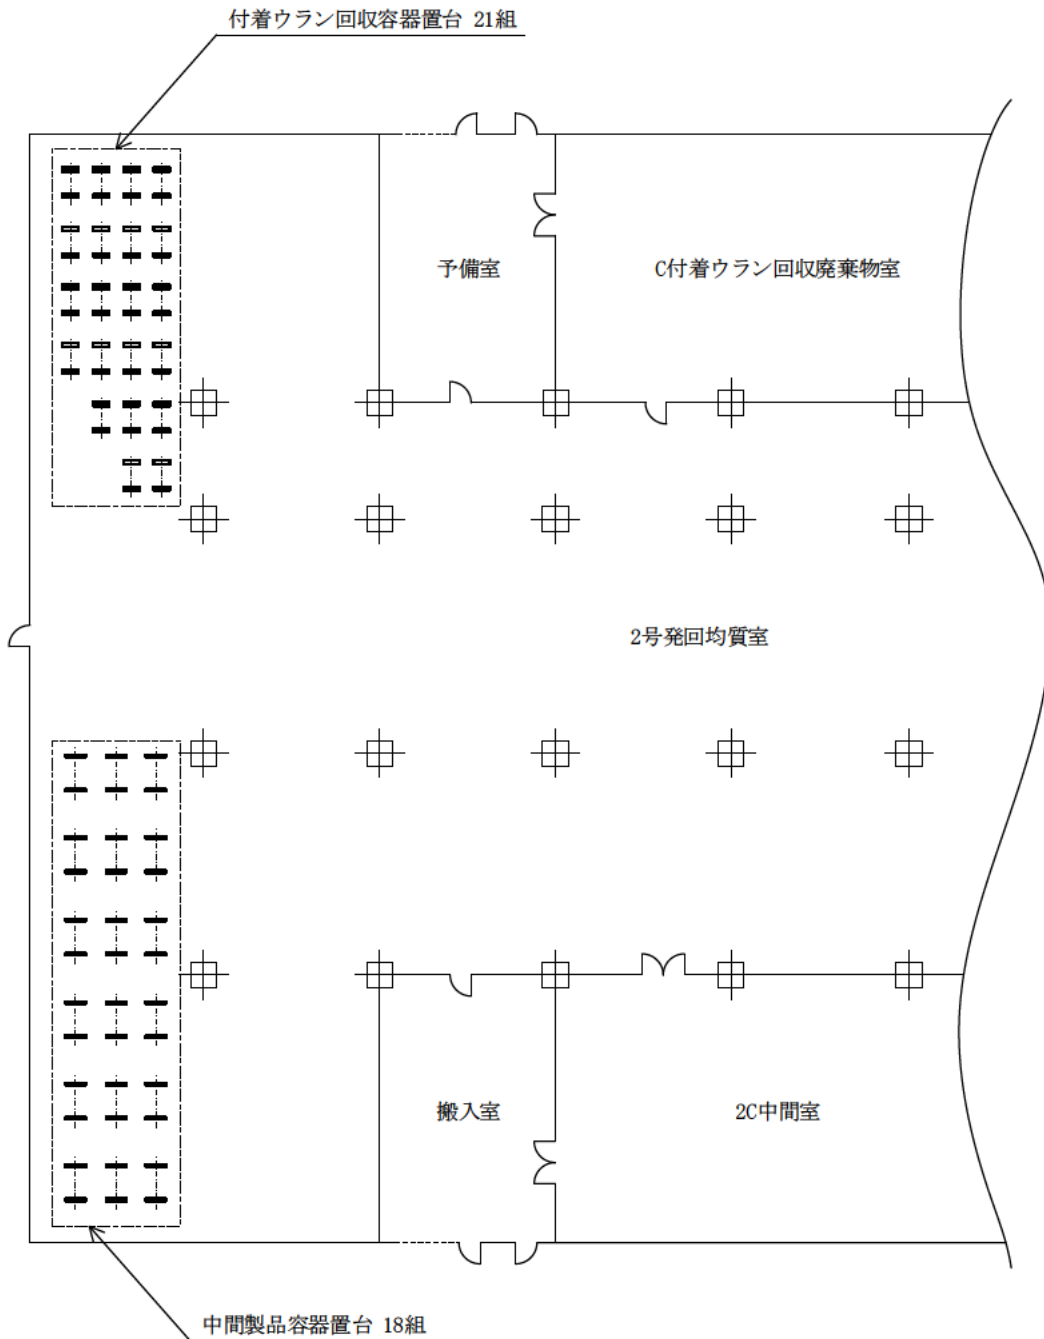 付着ウラン回収容器置台 21組
予備室
C付着ウラン回収廃棄物室
2号発回均質室
搬入室
2C中間室
中間製品容器置台 18組